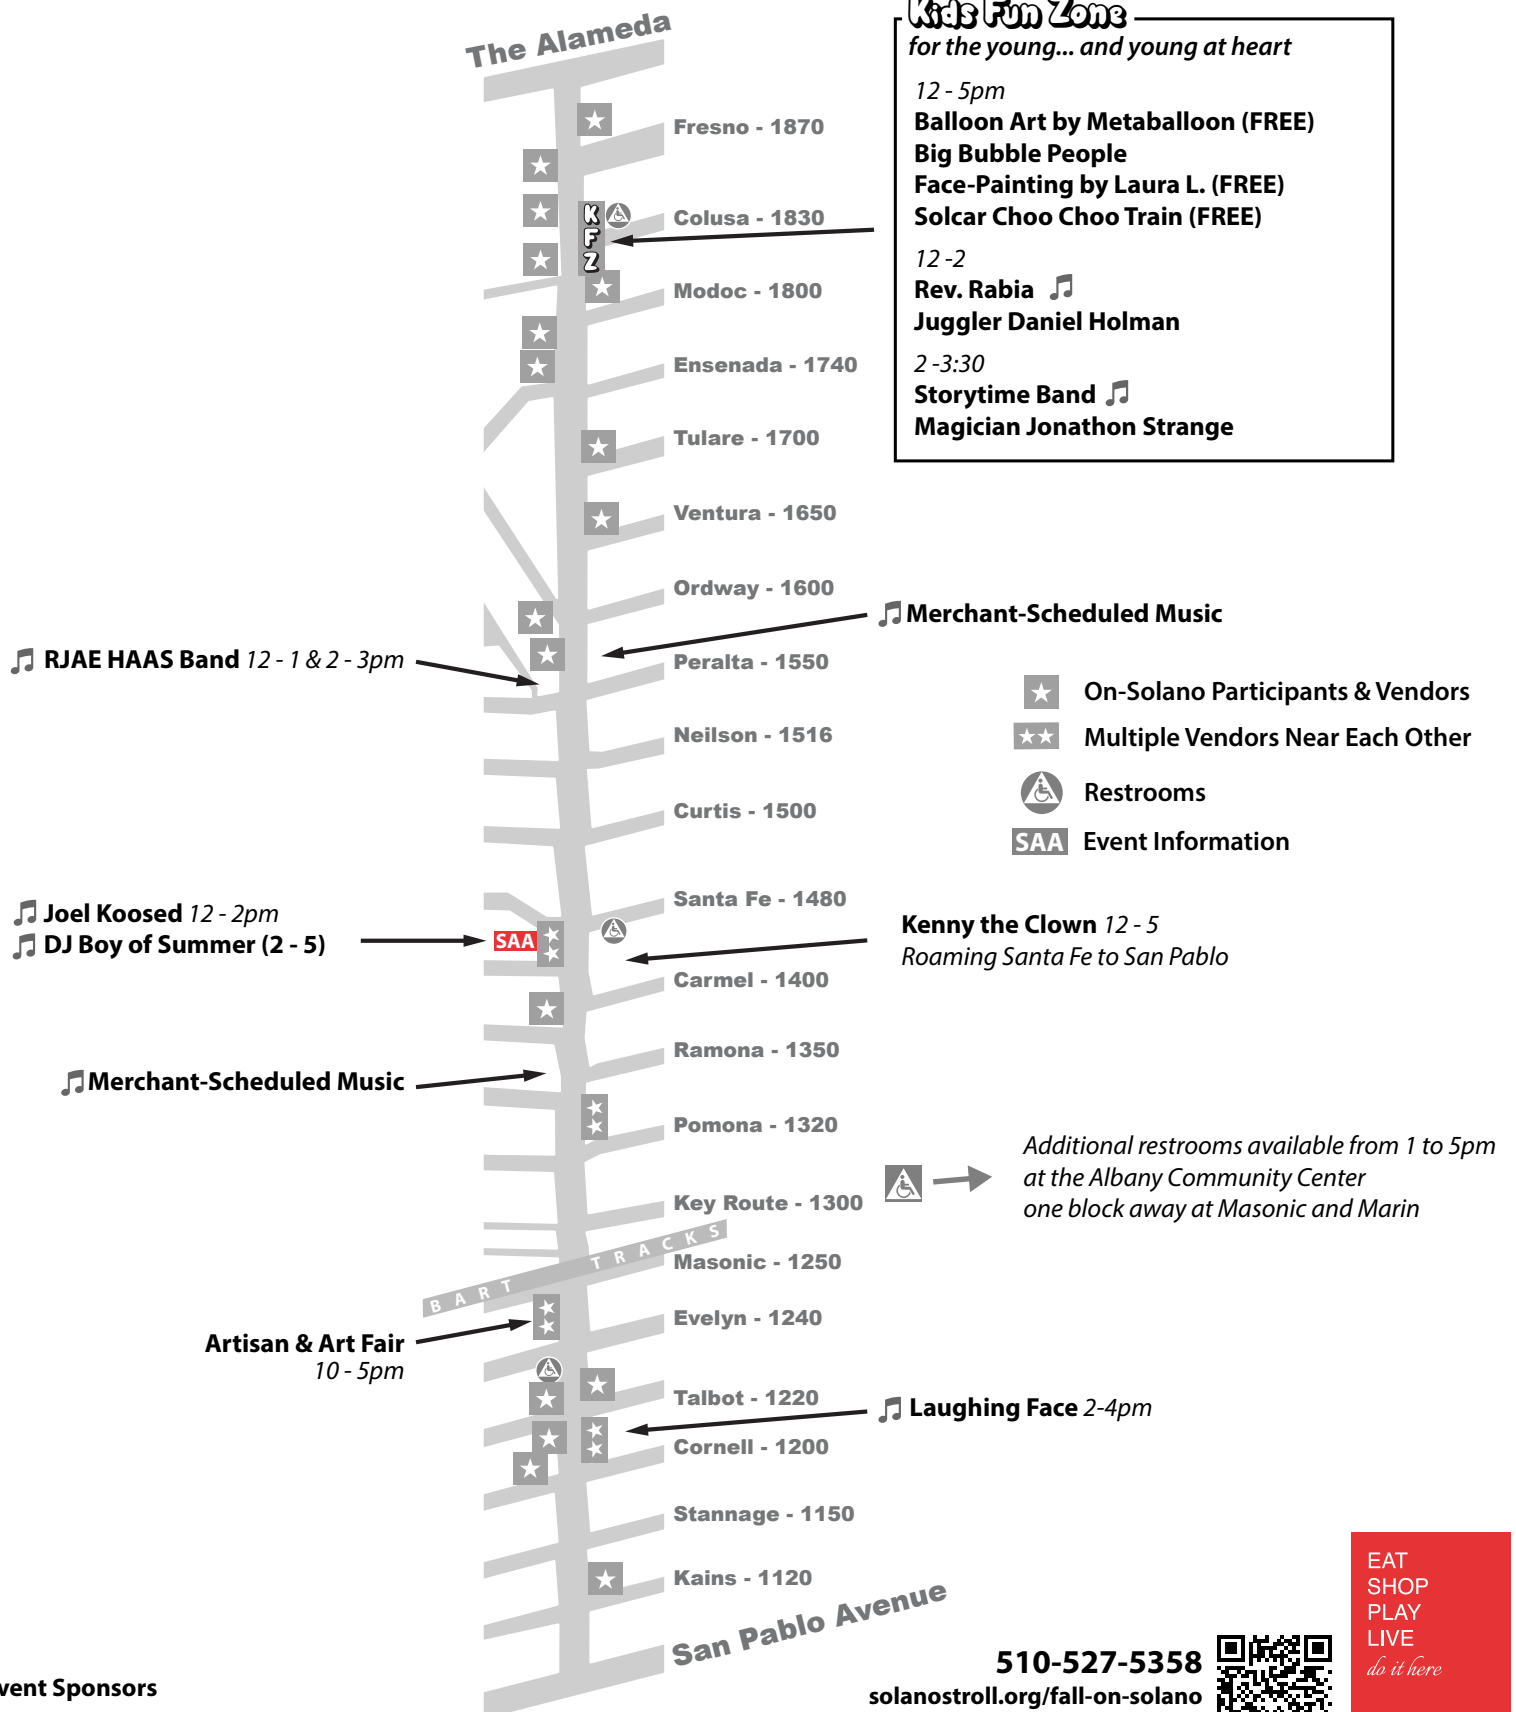 The Alameda
Kids Fun Zone
for the young... and young at heart
12 - 5pm
Balloon Art by Metaballoon (FREE)
Big Bubble People
Face-Painting by Laura L. (FREE)
Solcar Choo Choo Train (FREE)
12 -2
Rev. Rabia
Juggler Daniel Holman
2 -3:30
Storytime Band
Magician Jonathon Strange
Fresno - 1870
K
F
Z
Colusa - 1830
Modoc - 1800
Ensenada - 1740
Tulare - 1700
Ventura - 1650
Ordway - 1600
Merchant-Scheduled Music
RJAE HAAS Band 12 - 1 & 2 - 3pm
Peralta - 1550
On-Solano Participants & Vendors
Multiple Vendors Near Each Other
Restrooms
SAA Event Information
Neilson - 1516
Curtis - 1500
Santa Fe - 1480
Joel Koosed 12 - 2pm
DJ Boy of Summer (2 - 5)
SAA
Kenny the Clown 12 - 5
Roaming Santa Fe to San Pablo
Carmel - 1400
Ramona - 1350
Merchant-Scheduled Music
Pomona - 1320
Additional restrooms available from 1 to 5pm
at the Albany Community Center
one block away at Masonic and Marin
Key Route - 1300
BART TRACKS
Masonic - 1250
Evelyn - 1240
Artisan & Art Fair
10 - 5pm
Talbot - 1220
Laughing Face 2-4pm
Cornell - 1200
Stannage - 1150
Kains - 1120
San Pablo Avenue
EAT
SHOP
PLAY
LIVE
do it here
510-527-5358
solanostroll.org/fall-on-solano
vent Sponsors